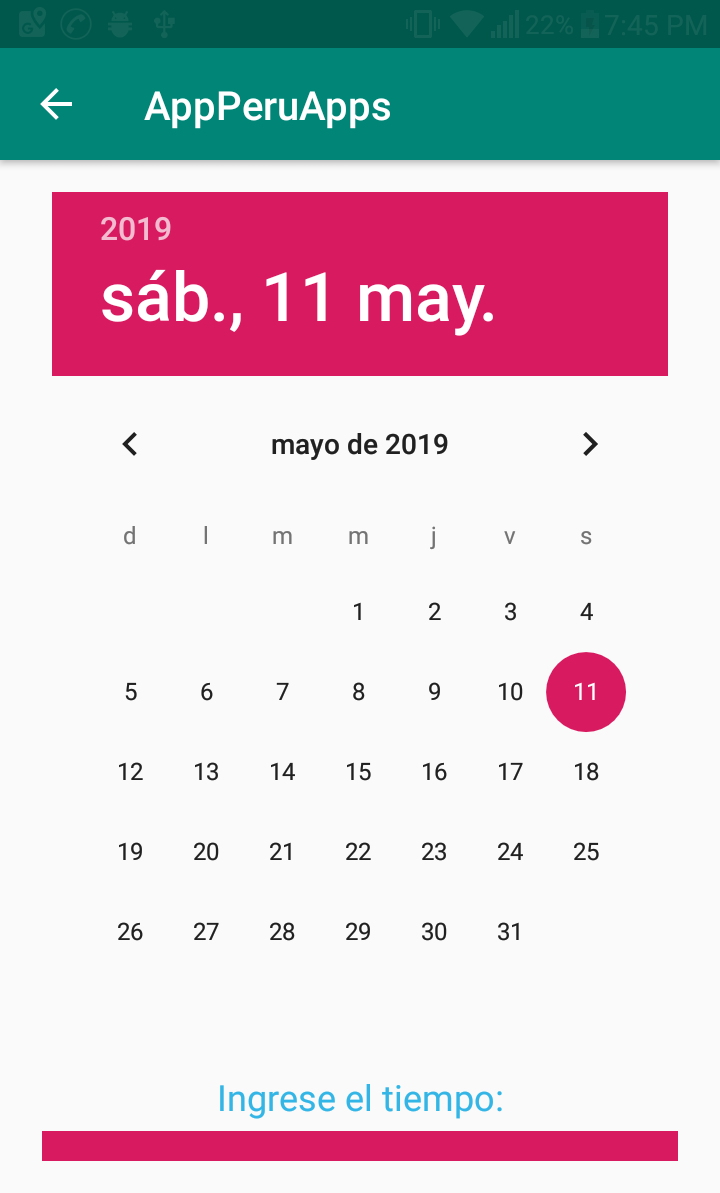 22% 7:45 PM
AppPeruApps
2019
sáb., 11 may.
mayo de 2019
d l m m j v s
1 2 3 4
5 6 7 8 9 10 11
12 13 14 15 16 17 18
19 20 21 22 23 24 25
26 27 28 29 30 31
Ingrese el tiempo: